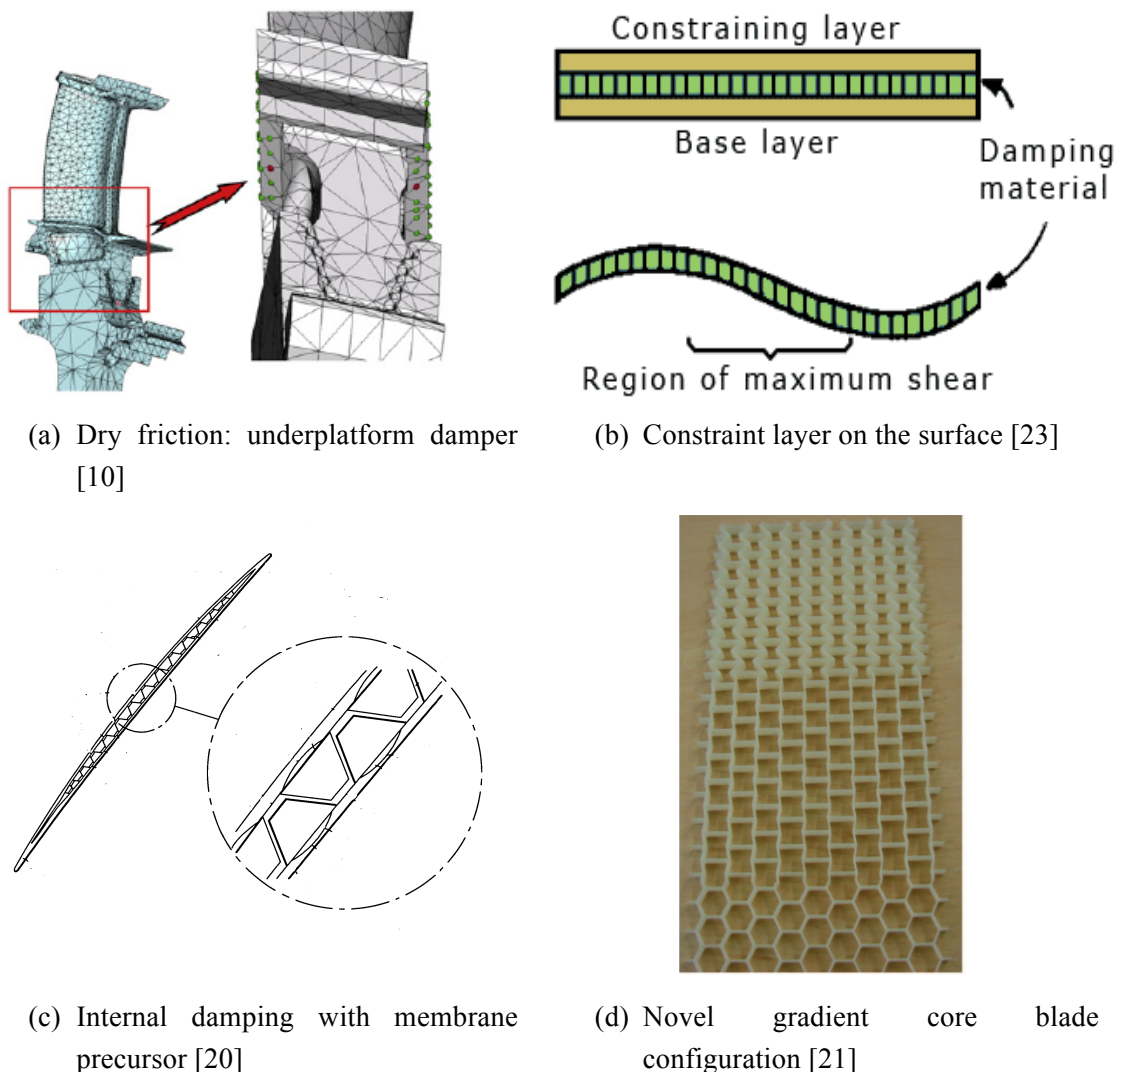 Constraining layer
Base layer
Damping
material
Region of maximum shear
(a) Dry friction: underplatform damper
[10]
(b) Constraint layer on the surface [23]
(c) Internal damping with membrane
precursor [20]
(d) Novel gradient core blade
configuration [21]